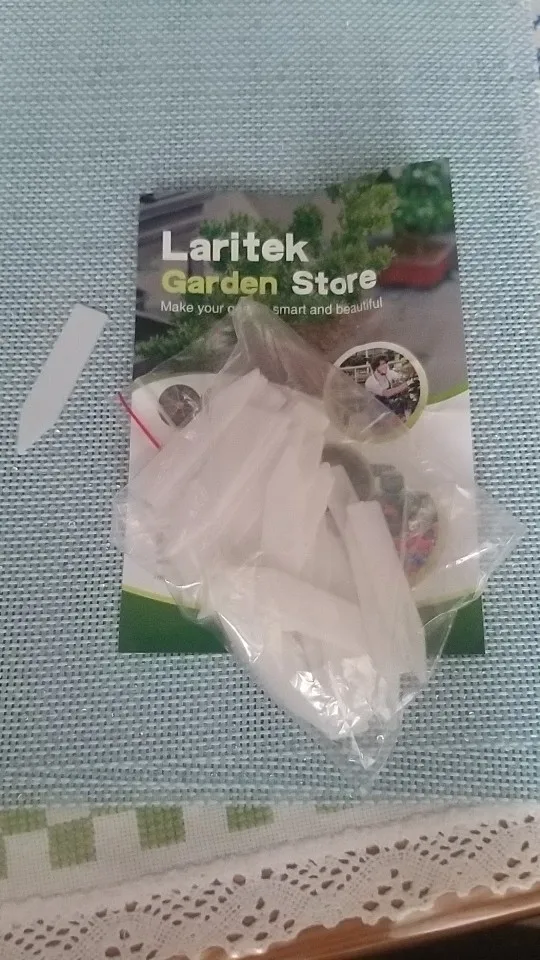 Laritek
Garden Store
Make your smart and beautiful